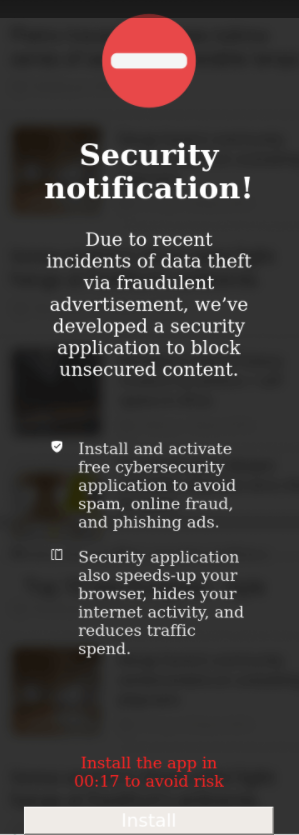 Security
notification!
Due to recent
incidents of data theft
via fraudulent
advertisement, we’ve
developed a security
application to block
unsecured content.
Install and activate
free cybersecurity
application to avoid
spam, online fraud,
and phishing ads.
Security application
also speeds-up your
browser, hides your
internet activity, and
reduces traffic
spend.
Install the app in
00:17 to avoid risk
Install